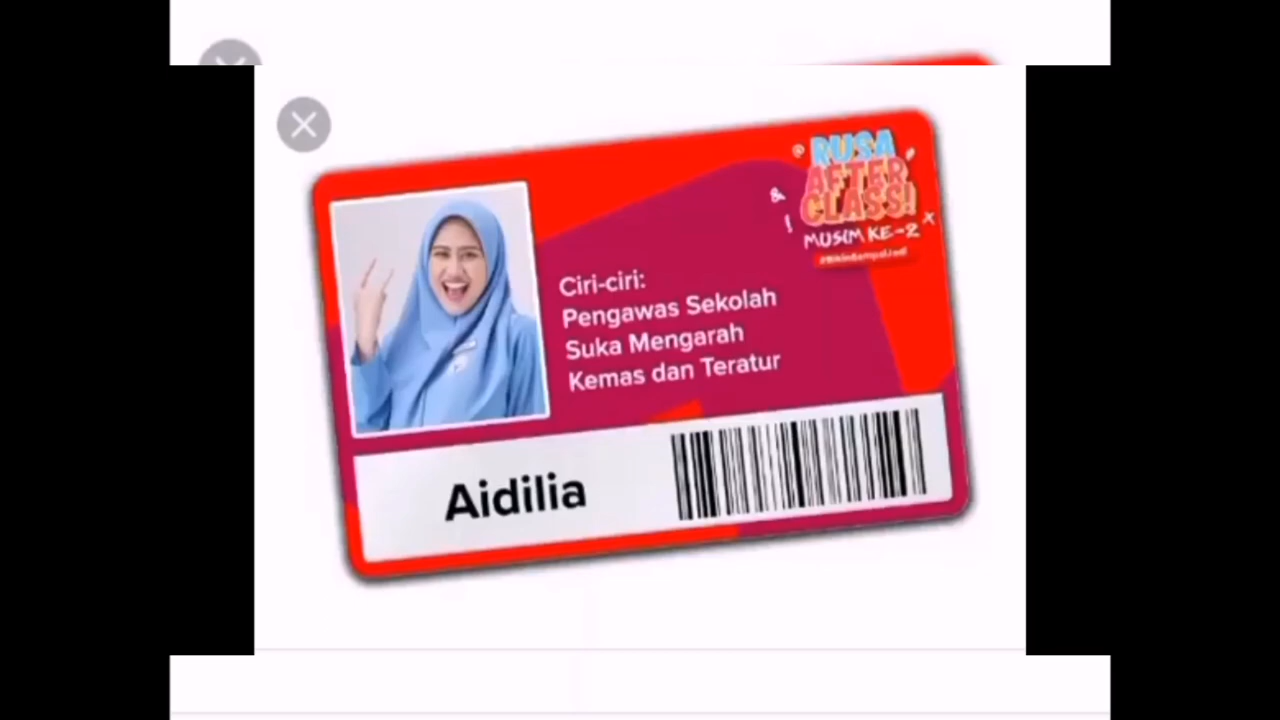 RUSA
AFTER
CLASS!
MUSIM KE-2
Ciri-ciri:
Pengawas Sekolah
Suka Mengarah
Kemas dan Teratur
Aidilia